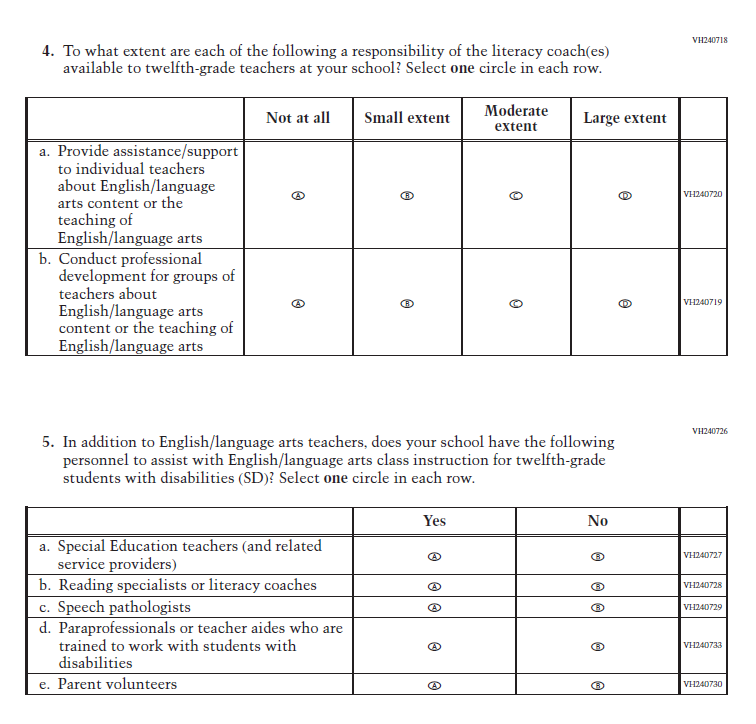 VH240718
4. To what extent are each of the following a responsibility of the literacy coach(es)
available to twelfth-grade teachers at your school? Select one circle in each row.
Not at all Small extent Moderate extent Large extent
a. Provide assistance/support
to individual teachers
about English/language
arts content or the
teaching of
English/language arts
A B C D VH240720
b. Conduct professional
development for groups of
teachers about
English/language arts
content or the teaching of
English/language arts
A B C D VH240719
VH240726
5. In addition to English/language arts teachers, does your school have the following
personnel to assist with English/language arts class instruction for twelfth-grade
students with disabilities (SD)? Select one circle in each row.
Yes No
a. Special Education teachers (and related
service providers)
A B VH240727
b. Reading specialists or literacy coaches A B VH240728
c. Speech pathologists A B VH240729
d. Paraprofessionals or teacher aides who are
trained to work with students with
disabilities
A B VH240733
e. Parent volunteers A B VH240730